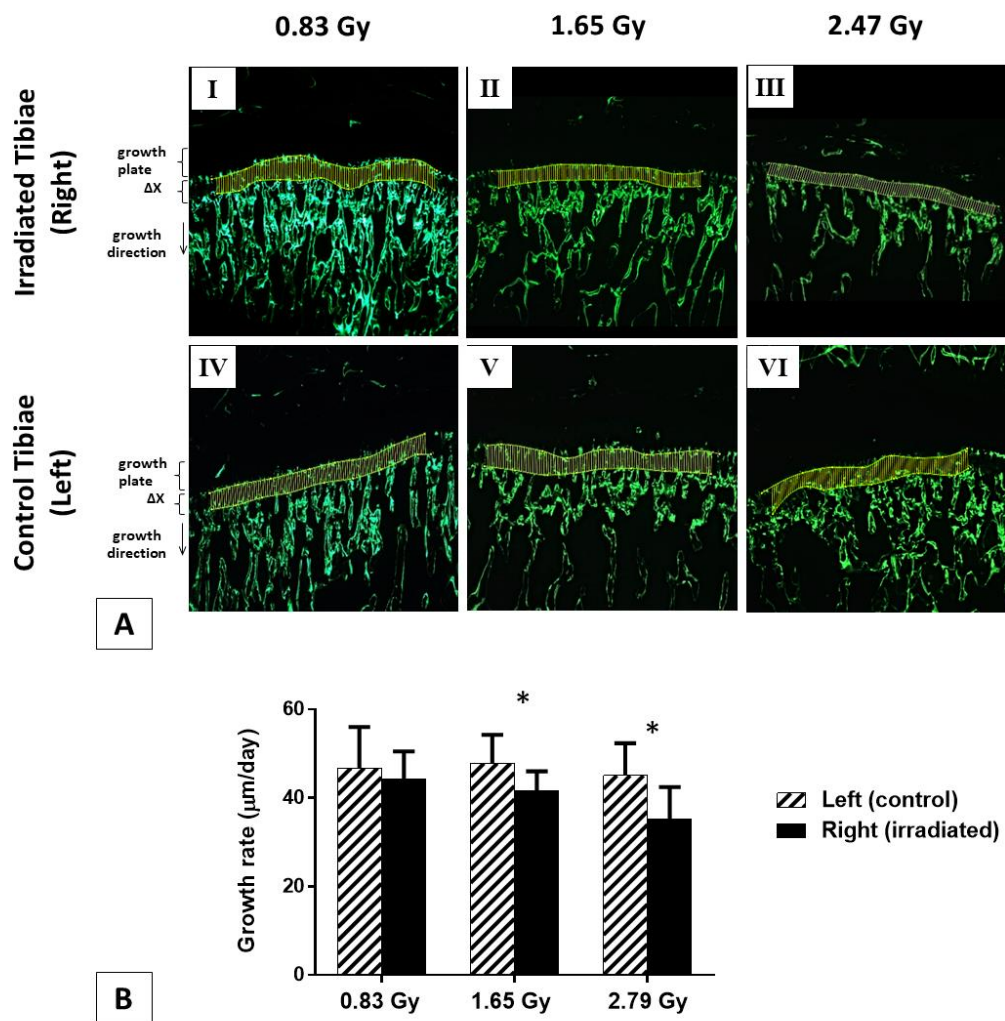 0.83 Gy 1.65 Gy 2.47 Gy
Irradiated Tibiae
(Right)
I II III
growth
plate
ΔX
growth
direction
Control Tibiae
(Left)
IV V VI
growth
plate
ΔX
growth
direction
A
60
40
20
0
Growth rate (μm/day)
* *
0.83 Gy 1.65 Gy 2.79 Gy
Left (control)
Right (irradiated)
B